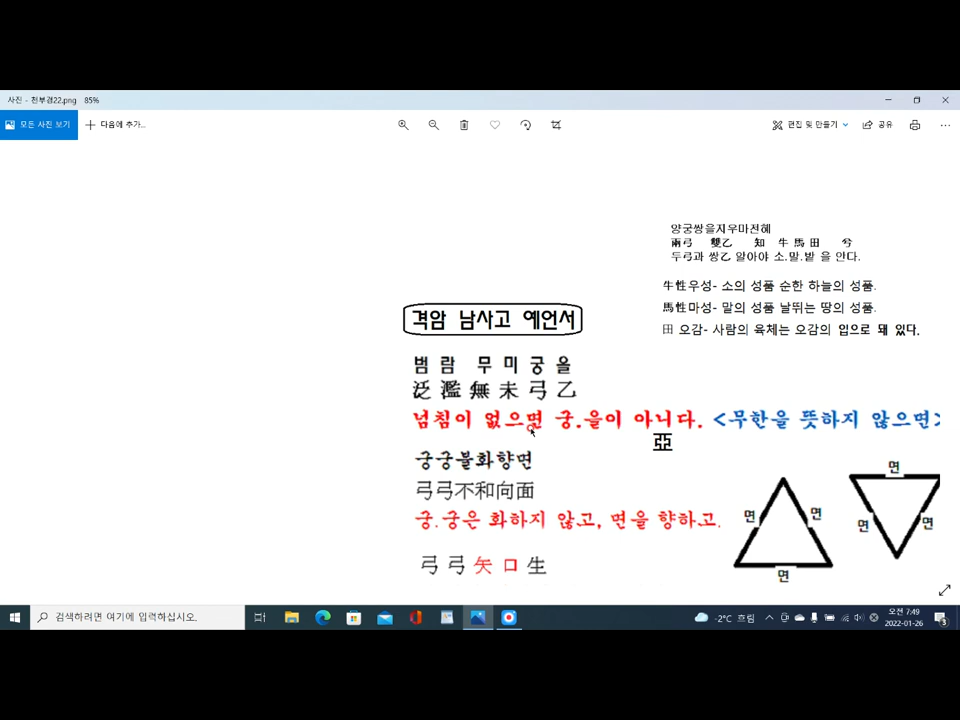 사진 - 천부경22.png 85%
모든 사진 보기
다음에 추가...
편집 및 만들기
공유
양궁쌍을지우마전혜
兩弓 雙乙 知 牛 馬 田 兮
두弓과 쌍乙 알아야 소.말.밭 을 안다.
牛性우성- 소의 성품 순한 하늘의 성품.
馬性마성- 말의 성품 날뛰는 땅의 성품.
田 오감- 사람의 육체는 오감의 입으로 돼 있다.
격암 남사고 예언서
범 람 무 미 궁 을
泛 濫 無 未 弓 乙
넘침이 없으면 궁.을이 아니다. <무한을 뜻하지 않으면>
亞
궁궁불화향면
弓弓不和向面
궁.궁은 화하지 않고, 면을 향하고.
弓 弓 矢 口 生
면
면
면
면
면
면
검색하려면 여기에 입력하십시오.
-2°C 흐림
오전 7:49
2022-01-26
3